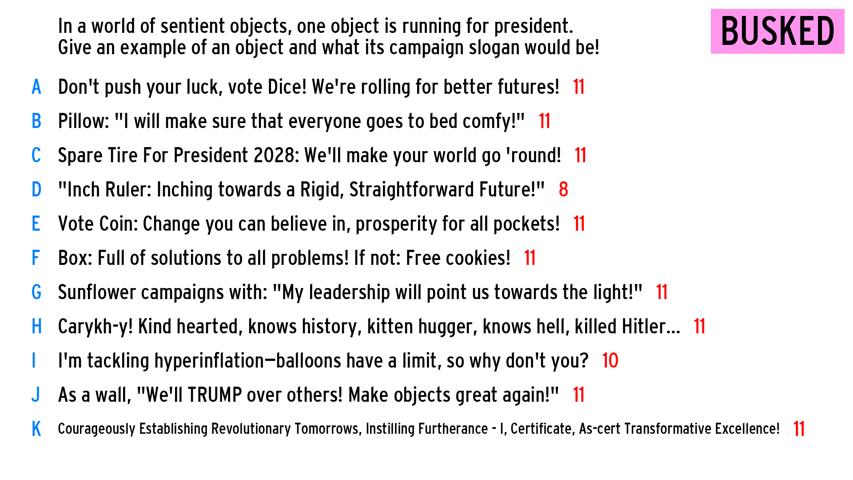 In a world of sentient objects, one object is running for president.
Give an example of an object and what its campaign slogan would be!
BUSKED
A Don't push your luck, vote Dice! We're rolling for better futures! 11
B Pillow: "I will make sure that everyone goes to bed comfy!" 11
C Spare Tire For President 2028: We'll make your world go 'round! 11
D "Inch Ruler: Inching towards a Rigid, Straightforward Future!" 8
E Vote Coin: Change you can believe in, prosperity for all pockets! 11
F Box: Full of solutions to all problems! If not: Free cookies! 11
G Sunflower campaigns with: "My leadership will point us towards the light!" 11
H Carykh-y! Kind hearted, knows history, kitten hugger, knows hell, killed Hitler... 11
I I'm tackling hyperinflation—balloons have a limit, so why don't you? 10
J As a wall, "We'll TRUMP over others! Make objects great again!" 11
K Courageously Establishing Revolutionary Tomorrows, Instilling Furtherance - I, Certificate, As-cert Transformative Excellence! 11